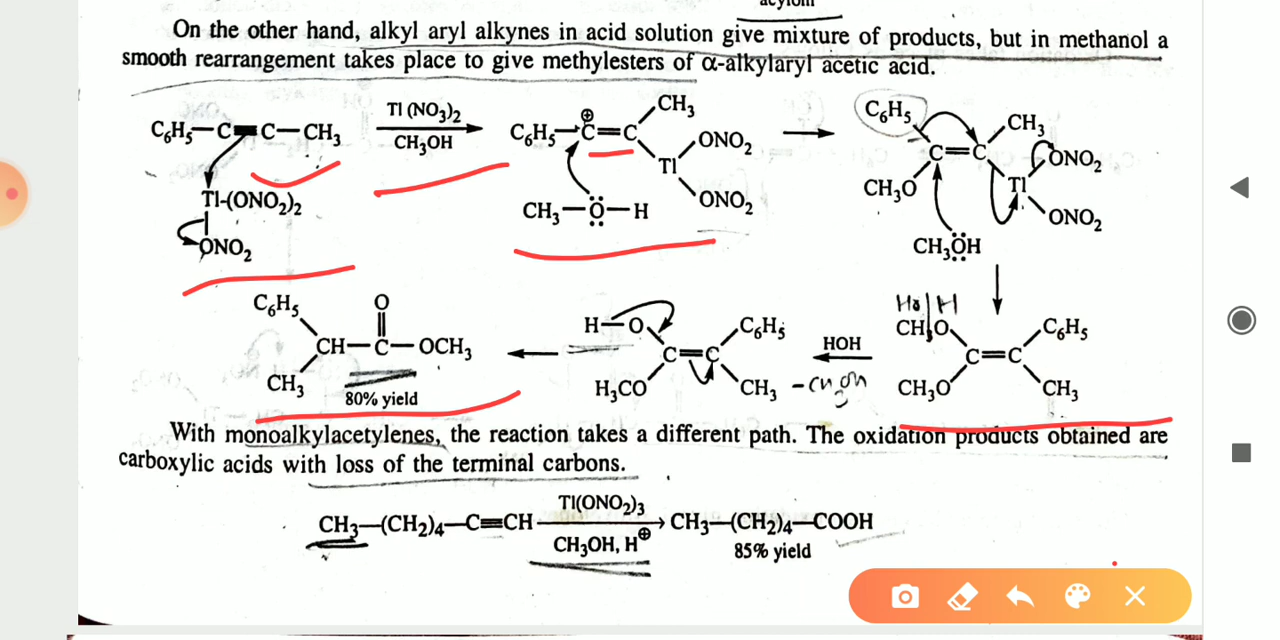 On the other hand, alkyl aryl alkynes in acid solution give mixture of products, but in methanol a
smooth rearrangement takes place to give methylesters of α-alkylaryl acetic acid.
C₆H₅—C≡C—CH₃
Tl (NO₃)₂
CH₃OH
Tl-(ONO₂)₂
ONO₂
C₆H₅—C=C
⊕
CH₃
Tl
ONO₂
ONO₂
CH₃—Ö—H
C₆H₅
C=C
CH₃
CH₃O
Tl
ONO₂
ONO₂
CH₃ÖH
C₆H₅
CH₃
CH—C—OCH₃
O
80% yield
H—O
H₃CO
C=C
C₆H₅
CH₃
HOH
CH₃O
CH₃O
C=C
C₆H₅
CH₃
With monoalkylacetylenes, the reaction takes a different path. The oxidation products obtained are
carboxylic acids with loss of the terminal carbons.
CH₃—(CH₂)₄—C≡CH
Tl(ONO₂)₃
CH₃OH, H⊕
CH₃—(CH₂)₄—COOH
85% yield